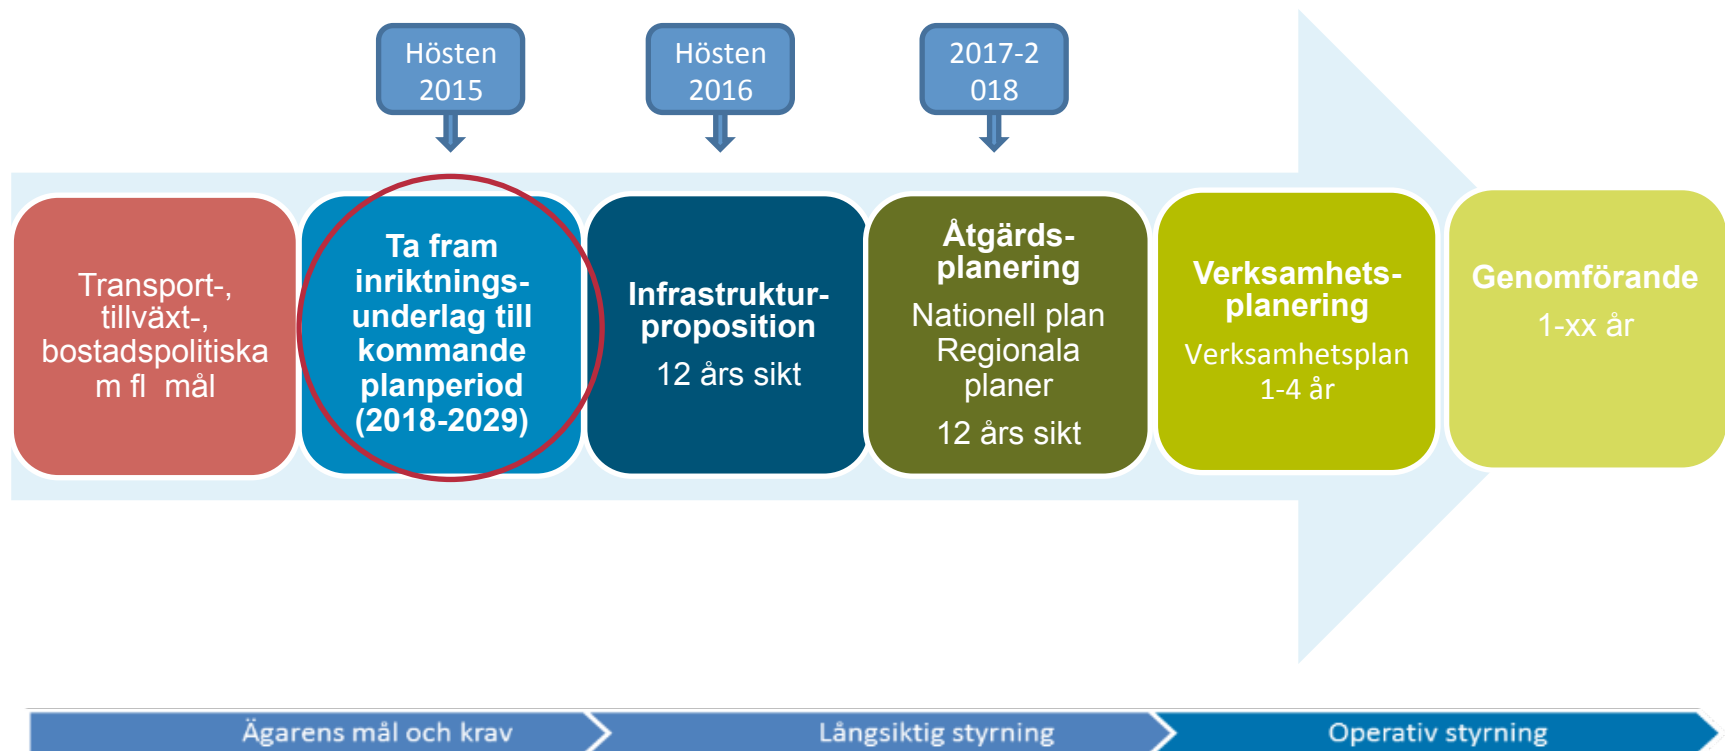 Hösten
2015
Hösten
2016
2017-2
018
Transport-,
tillväxt-,
bostadspolitiska
m fl  mål
Ta fram
inriktnings-
underlag till
kommande
planperiod
(2018-2029)
Infrastruktur-
proposition
12 års sikt
Åtgärds-
planering
Nationell plan
Regionala
planer
12 års sikt
Verksamhets-
planering
Verksamhetsplan
1-4 år
Genomförande
1-xx år
Ägarens mål och krav
Långsiktig styrning
Operativ styrning